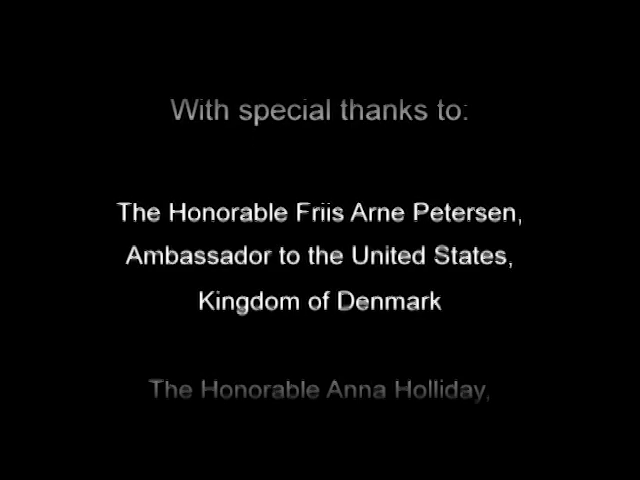 With special thanks to:
The Honorable Friis Arne Petersen,
Ambassador to the United States,
Kingdom of Denmark
The Honorable Anna Holliday,